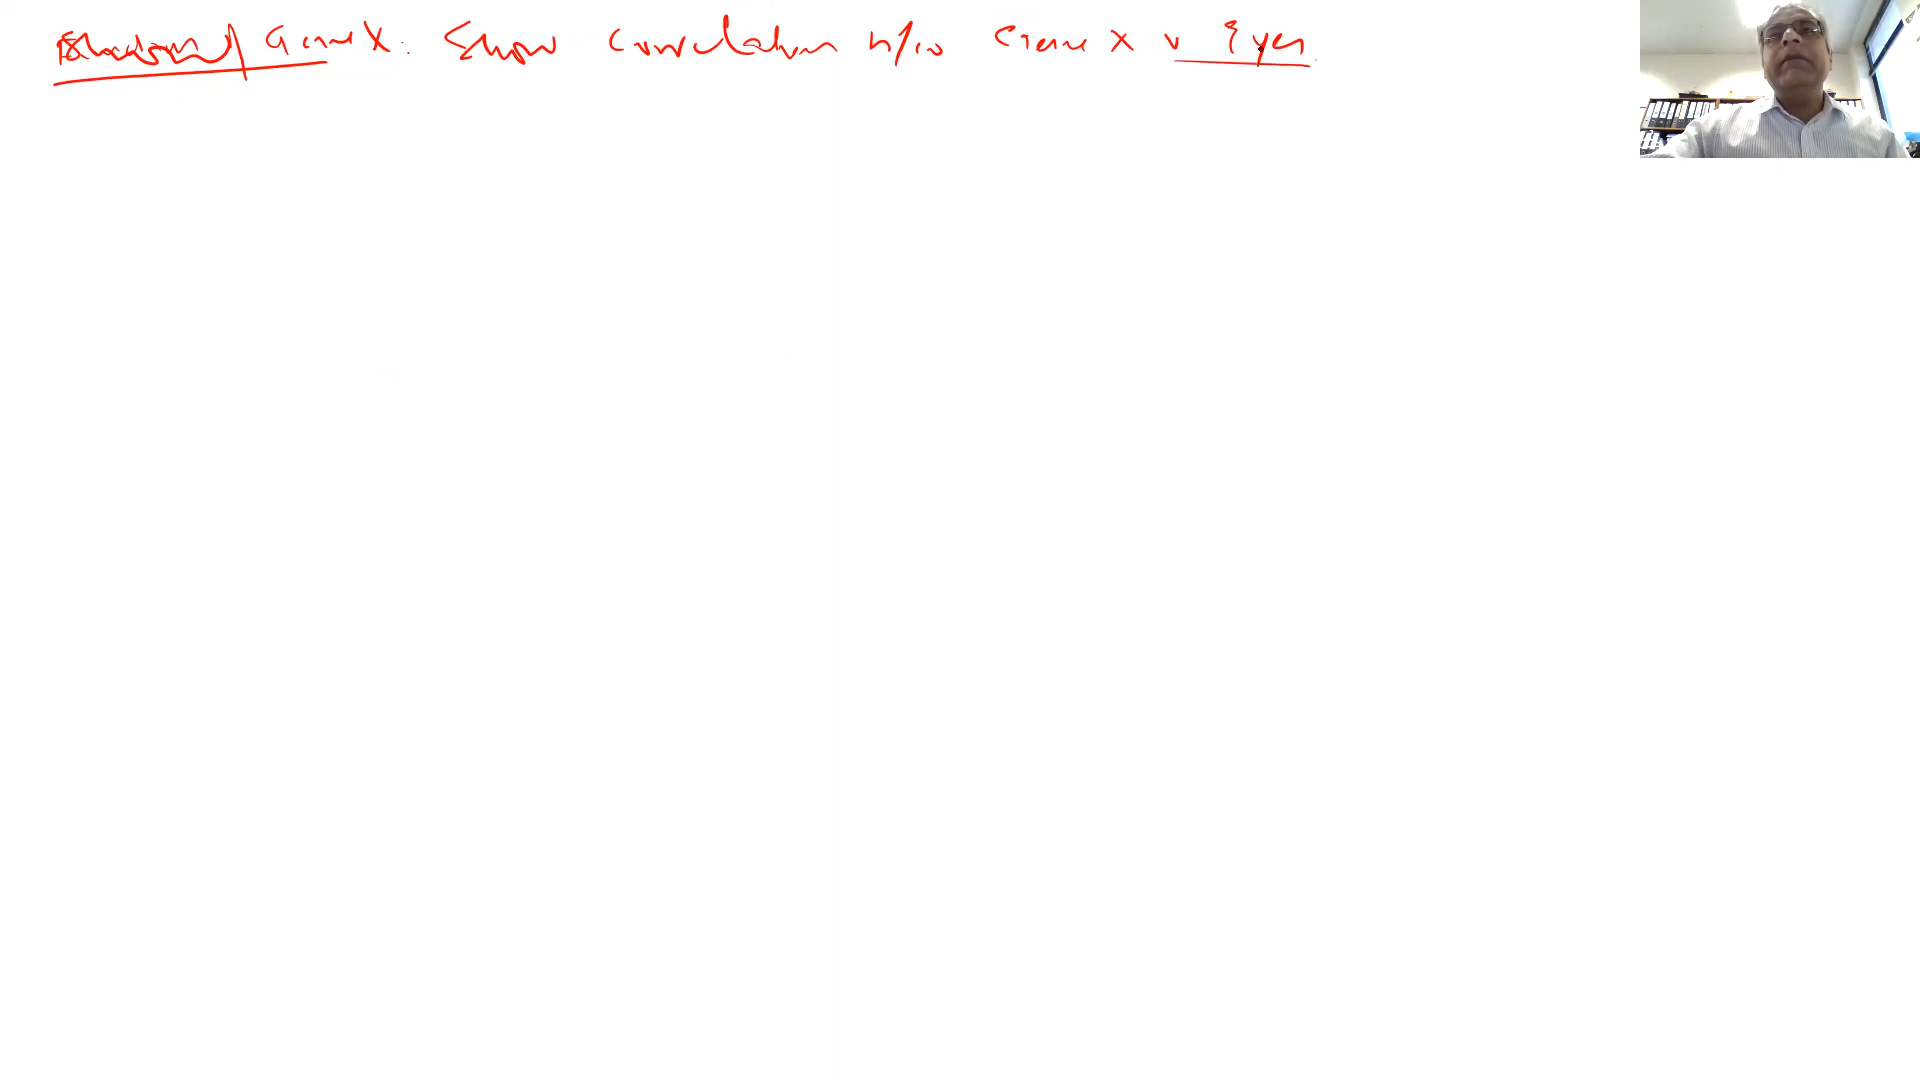 Gene X. Show Correlation b/w Gene X v Eyes